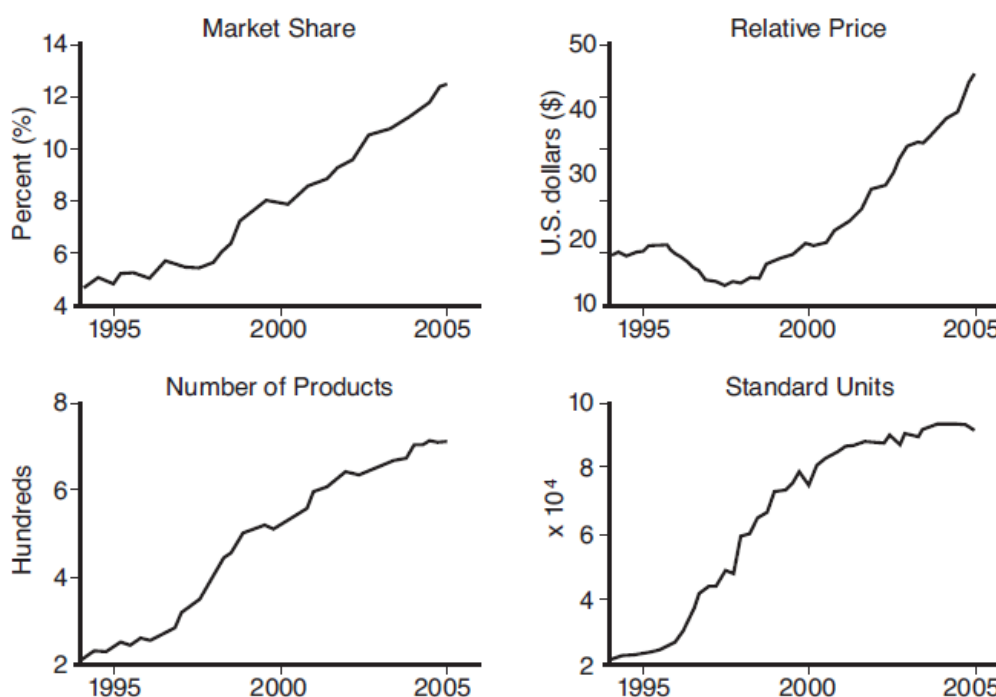 Market Share
Percent (%)
14
12
10
8
6
4
1995 2000 2005
Relative Price
U.S. dollars ($)
50
40
30
20
10
1995 2000 2005
Number of Products
Hundreds
8
6
4
2
1995 2000 2005
Standard Units
x 10⁴
10
8
6
4
2
1995 2000 2005